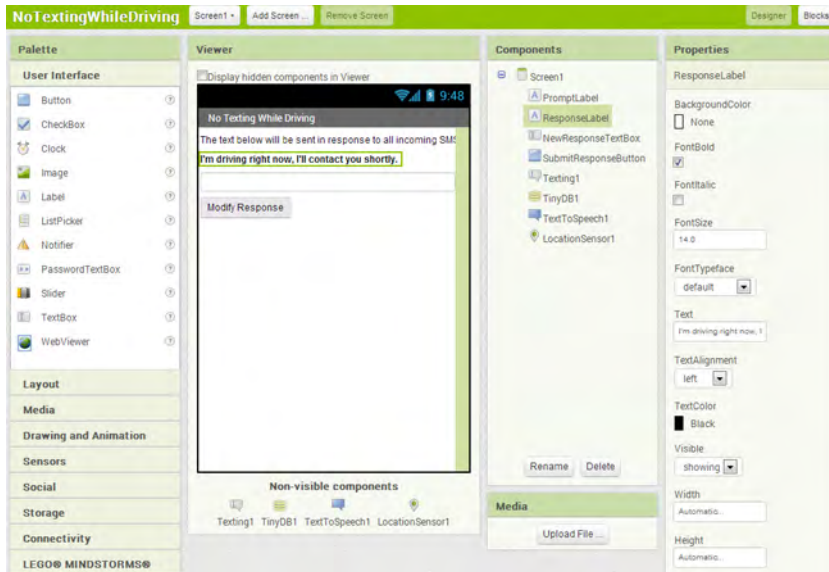 NoTextingWhileDriving
Screen1
Add Screen ...
Remove Screen
Designer
Blocks
Palette
User Interface
Button
CheckBox
Clock
Image
Label
ListPicker
Notifier
PasswordTextBox
Slider
TextBox
WebViewer
Layout
Media
Drawing and Animation
Sensors
Social
Storage
Connectivity
LEGO® MINDSTORMS®
Viewer
Display hidden components in Viewer
9:48
No Texting While Driving
The text below will be sent in response to all incoming SMS
I'm driving right now, I'll contact you shortly.
Modify Response
Non-visible components
Texting1 TinyDB1 TextToSpeech1 LocationSensor1
Components
Screen1
PromptLabel
ResponseLabel
NewResponseTextBox
SubmitResponseButton
Texting1
TinyDB1
TextToSpeech1
LocationSensor1
Rename Delete
Media
Upload File ...
Properties
ResponseLabel
BackgroundColor
None
FontBold
FontItalic
FontSize
14.0
FontTypeface
default
Text
I'm driving right now, I
TextAlignment
left
TextColor
Black
Visible
showing
Width
Automatic...
Height
Automatic...